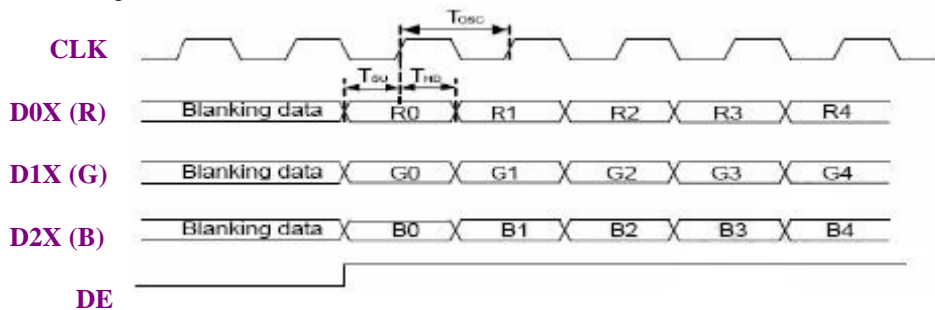 Tosc
CLK
Tsu THD
D0X (R) Blanking data R0 R1 R2 R3 R4
D1X (G) Blanking data G0 G1 G2 G3 G4
D2X (B) Blanking data B0 B1 B2 B3 B4
DE